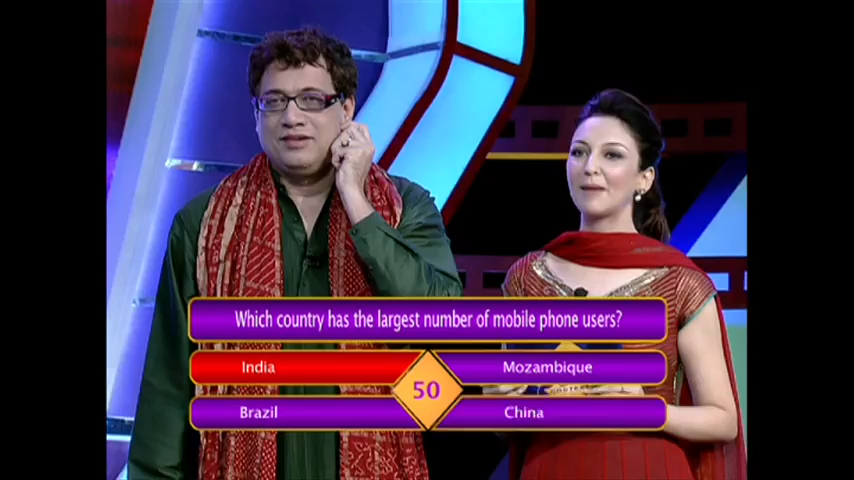 Which country has the largest number of mobile phone users?
India
Mozambique
50
Brazil
China